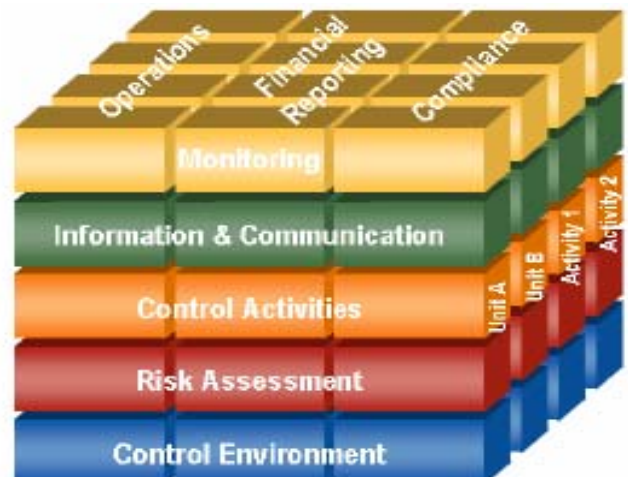 Operations
Financial
Reporting
Compliance
Monitoring
Information & Communication
Control Activities
Risk Assessment
Control Environment
Unit A
Unit B
Activity 1
Activity 2